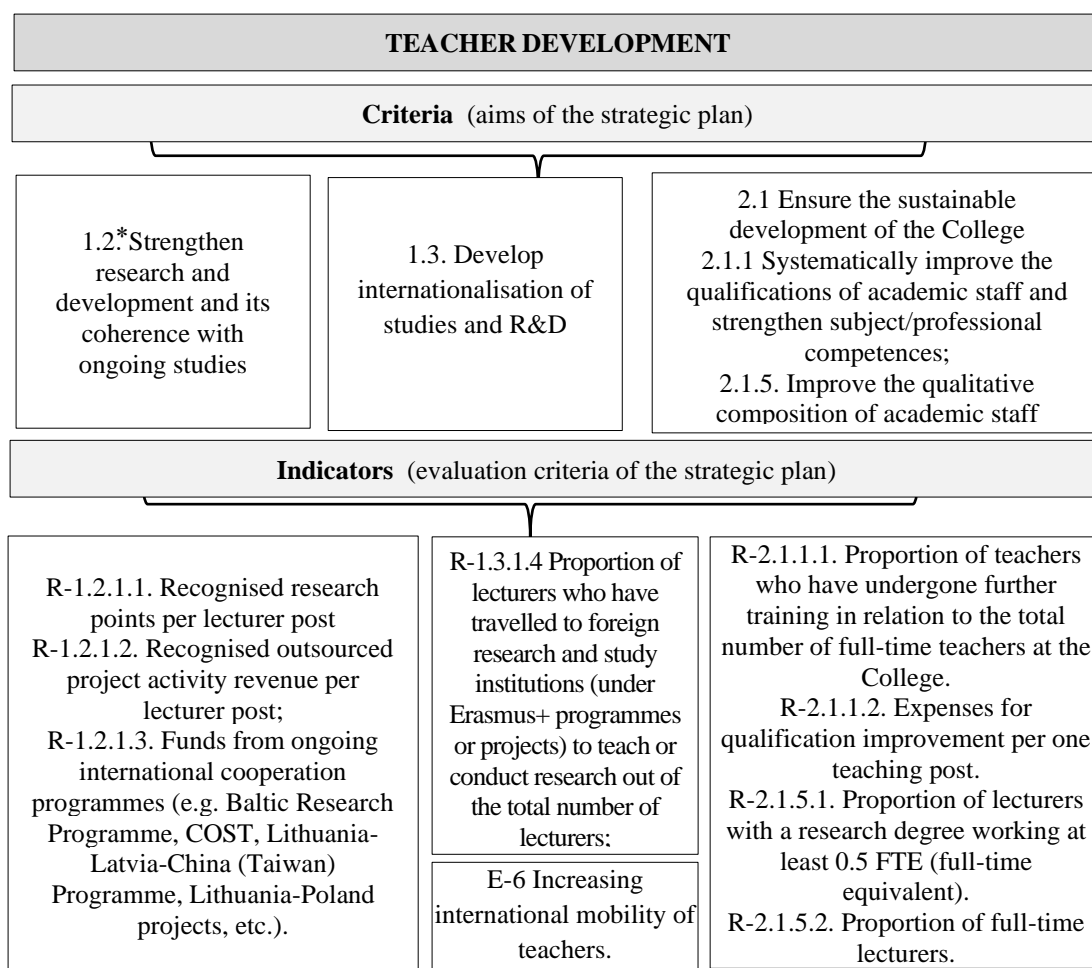 TEACHER DEVELOPMENT
Criteria (aims of the strategic plan)
1.2.* Strengthen
research and
development and its
coherence with
ongoing studies
1.3. Develop
internationalisation of
studies and R&D
2.1 Ensure the sustainable
development of the College
2.1.1 Systematically improve the
qualifications of academic staff and
strengthen subject/professional
competences;
2.1.5. Improve the qualitative
composition of academic staff
Indicators (evaluation criteria of the strategic plan)
R-1.2.1.1. Recognised research
points per lecturer post
R-1.2.1.2. Recognised outsourced
project activity revenue per
lecturer post;
R-1.2.1.3. Funds from ongoing
international cooperation
programmes (e.g. Baltic Research
Programme, COST, Lithuania-
Latvia-China (Taiwan)
Programme, Lithuania-Poland
projects, etc.).
R-1.3.1.4 Proportion of
lecturers who have
travelled to foreign
research and study
institutions (under
Erasmus+ programmes
or projects) to teach or
conduct research out of
the total number of
lecturers;
E-6 Increasing
international mobility of
teachers.
R-2.1.1.1. Proportion of teachers
who have undergone further
training in relation to the total
number of full-time teachers at the
College.
R-2.1.1.2. Expenses for
qualification improvement per one
teaching post.
R-2.1.5.1. Proportion of lecturers
with a research degree working at
least 0.5 FTE (full-time
equivalent).
R-2.1.5.2. Proportion of full-time
lecturers.